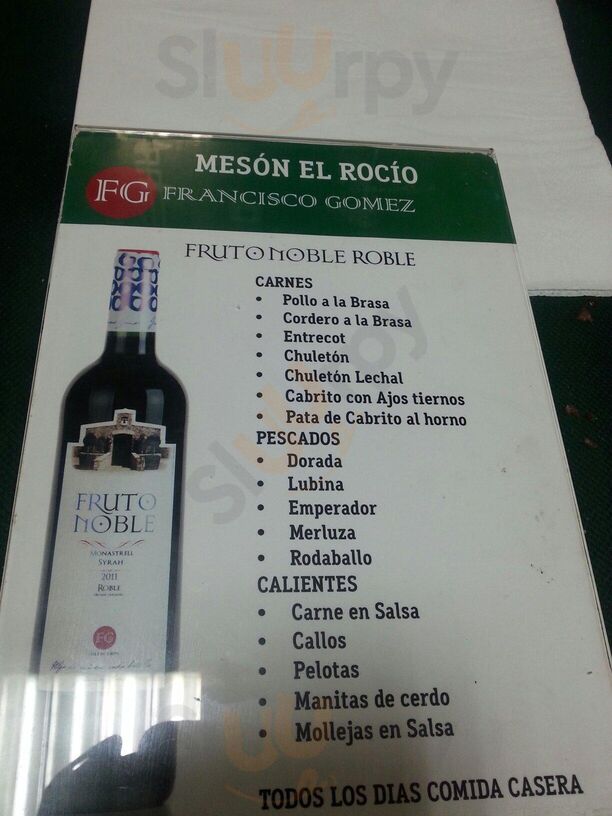 Sluurpy
MESÓN EL ROCÍO
FG FRANCISCO GOMEZ
FRUTO NOBLE ROBLE
CARNES
• Pollo a la Brasa
• Cordero a la Brasa
• Entrecot
• Chuletón
• Chuletón Lechal
• Cabrito con Ajos tiernos
• Pata de Cabrito al horno
PESCADOS
• Dorada
• Lubina
• Emperador
• Merluza
• Rodaballo
CALIENTES
• Carne en Salsa
• Callos
• Pelotas
• Manitas de cerdo
• Mollejas en Salsa
TODOS LOS DIAS COMIDA CASERA
FRUTO
NOBLE
MONASTRELL
SYRAH
2011
ROBLE
FG